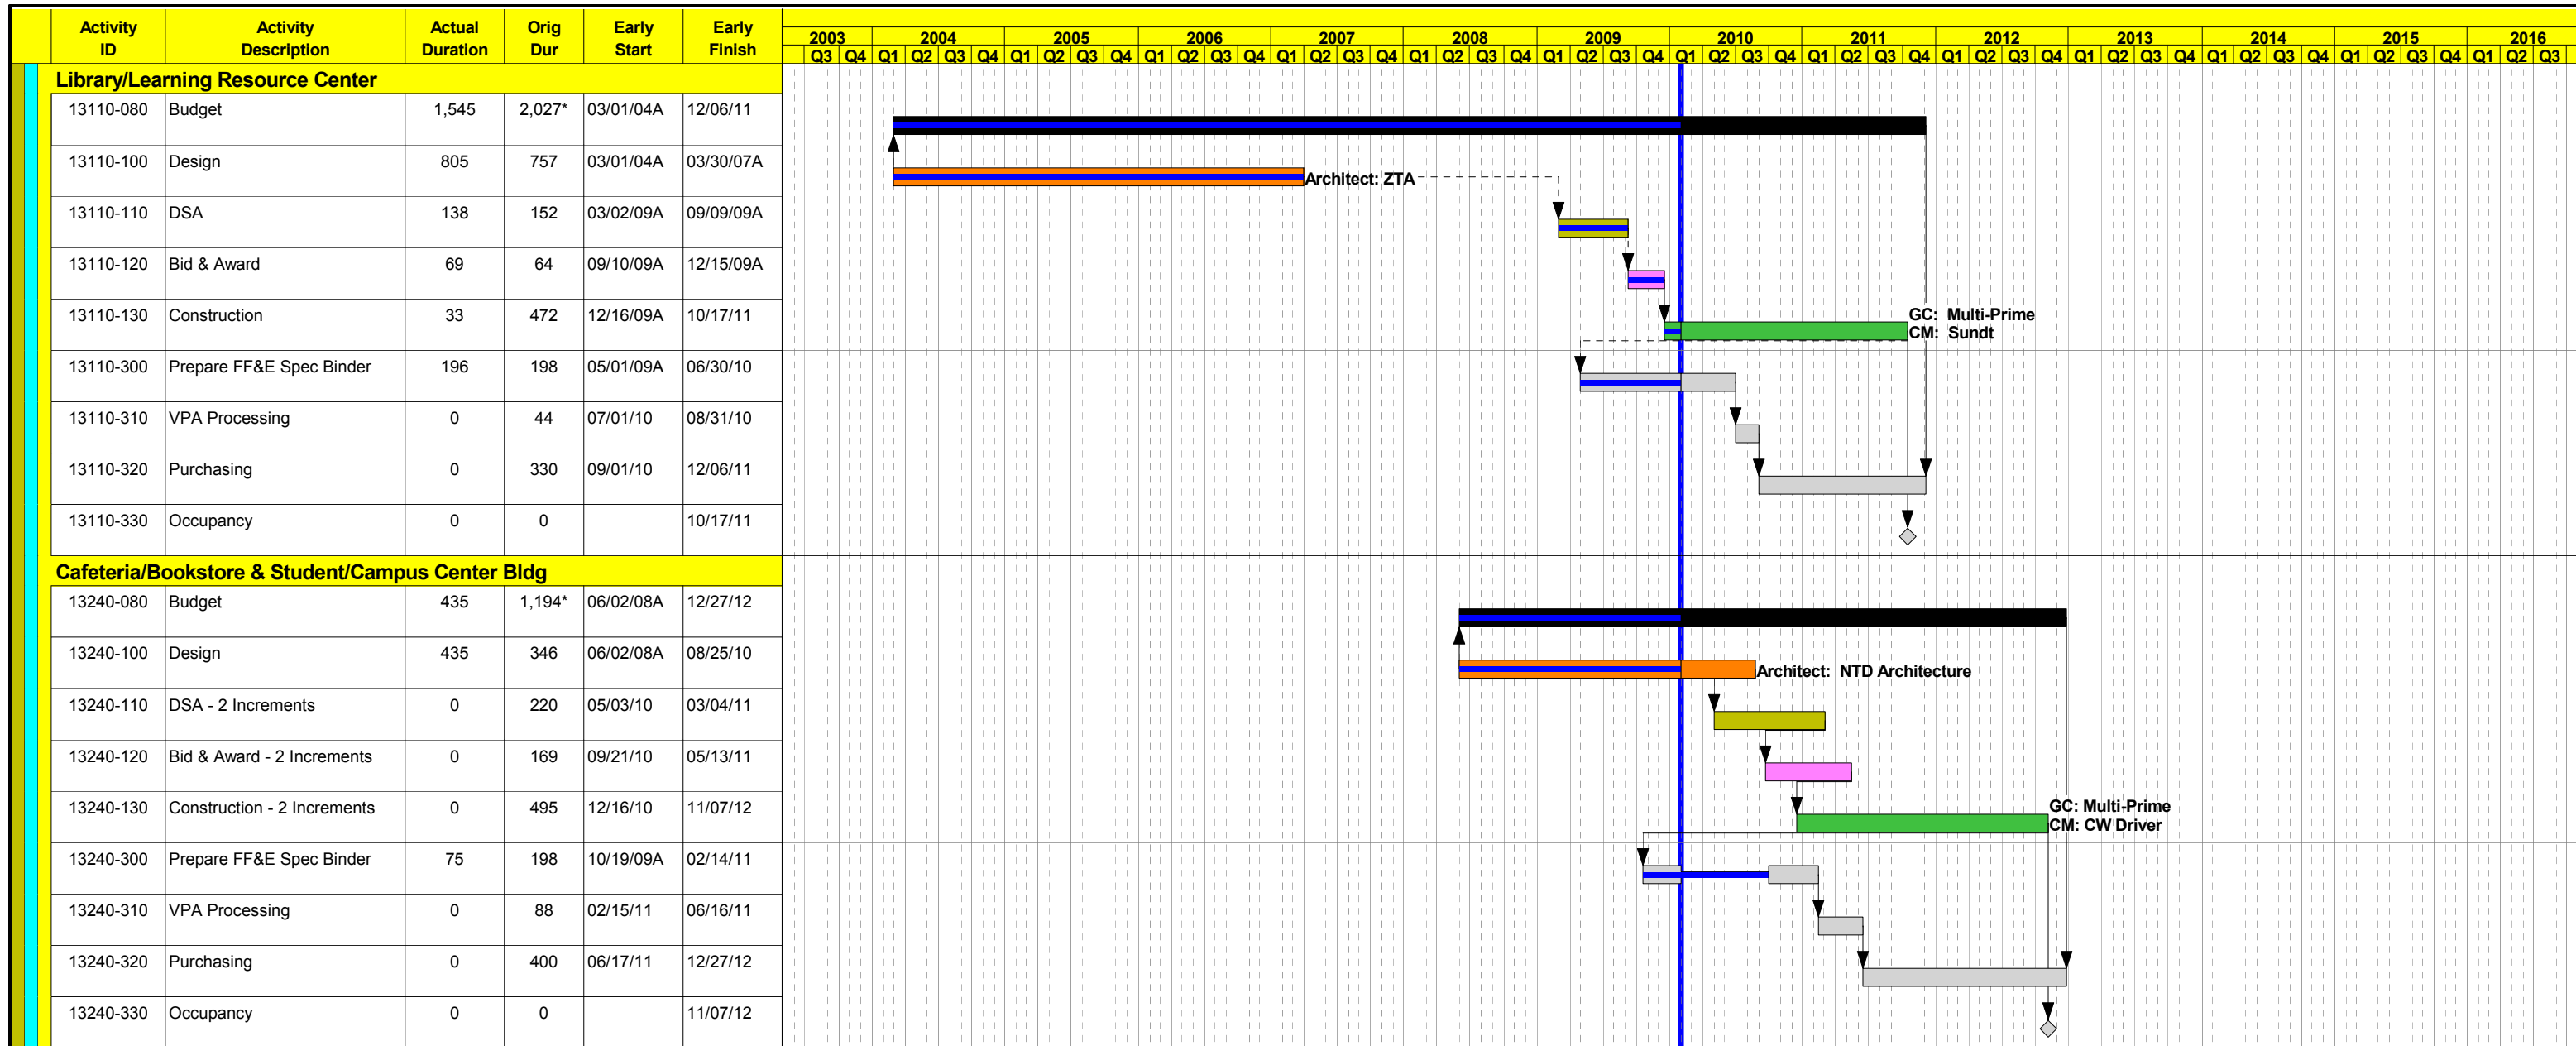 Activity ID Activity Description Actual Duration Orig Dur Early Start Early Finish
2003 2004 2005 2006 2007 2008 2009 2010 2011 2012 2013 2014 2015 2016
Q3 Q4 Q1 Q2 Q3 Q4 Q1 Q2 Q3 Q4 Q1 Q2 Q3 Q4 Q1 Q2 Q3 Q4 Q1 Q2 Q3 Q4 Q1 Q2 Q3 Q4 Q1 Q2 Q3 Q4 Q1 Q2 Q3 Q4 Q1 Q2 Q3 Q4 Q1 Q2 Q3 Q4 Q1 Q2 Q3 Q4 Q1 Q2 Q3 Q4 Q1 Q2 Q3
Library/Learning Resource Center
13110-080 Budget 1,545 2,027* 03/01/04A 12/06/11
13110-100 Design 805 757 03/01/04A 03/30/07A
Architect: ZTA
13110-110 DSA 138 152 03/02/09A 09/09/09A
13110-120 Bid & Award 69 64 09/10/09A 12/15/09A
13110-130 Construction 33 472 12/16/09A 10/17/11
GC: Multi-Prime
CM: Sundt
13110-300 Prepare FF&E Spec Binder 196 198 05/01/09A 06/30/10
13110-310 VPA Processing 0 44 07/01/10 08/31/10
13110-320 Purchasing 0 330 09/01/10 12/06/11
13110-330 Occupancy 0 0 10/17/11
Cafeteria/Bookstore & Student/Campus Center Bldg
13240-080 Budget 435 1,194* 06/02/08A 12/27/12
13240-100 Design 435 346 06/02/08A 08/25/10
Architect: NTD Architecture
13240-110 DSA - 2 Increments 0 220 05/03/10 03/04/11
13240-120 Bid & Award - 2 Increments 0 169 09/21/10 05/13/11
13240-130 Construction - 2 Increments 0 495 12/16/10 11/07/12
GC: Multi-Prime
CM: CW Driver
13240-300 Prepare FF&E Spec Binder 75 198 10/19/09A 02/14/11
13240-310 VPA Processing 0 88 02/15/11 06/16/11
13240-320 Purchasing 0 400 06/17/11 12/27/12
13240-330 Occupancy 0 0 11/07/12